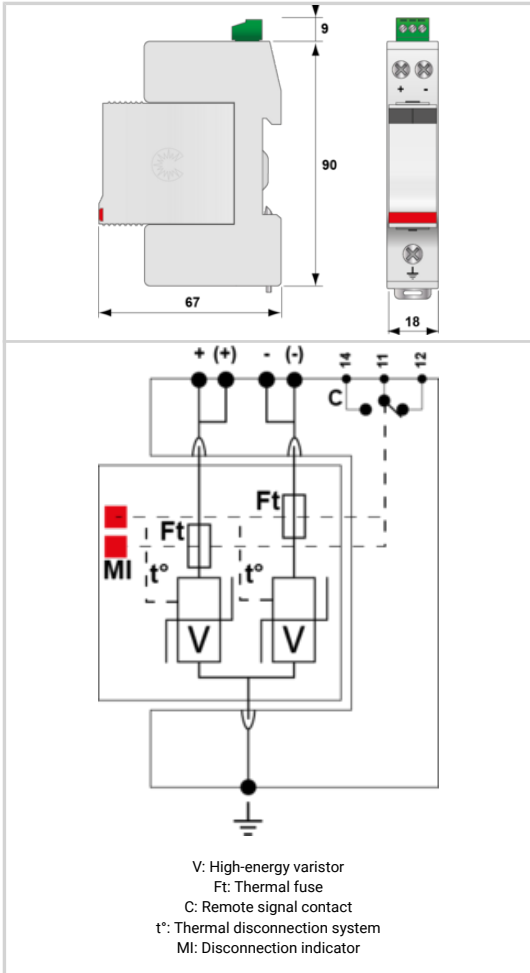 9
90
67
+ -
18
+ (+) - (-)
14 11 12
C
Ft
Ft
MI
t°
t°
V
V
V: High-energy varistor
Ft: Thermal fuse
C: Remote signal contact
t°: Thermal disconnection system
MI: Disconnection indicator